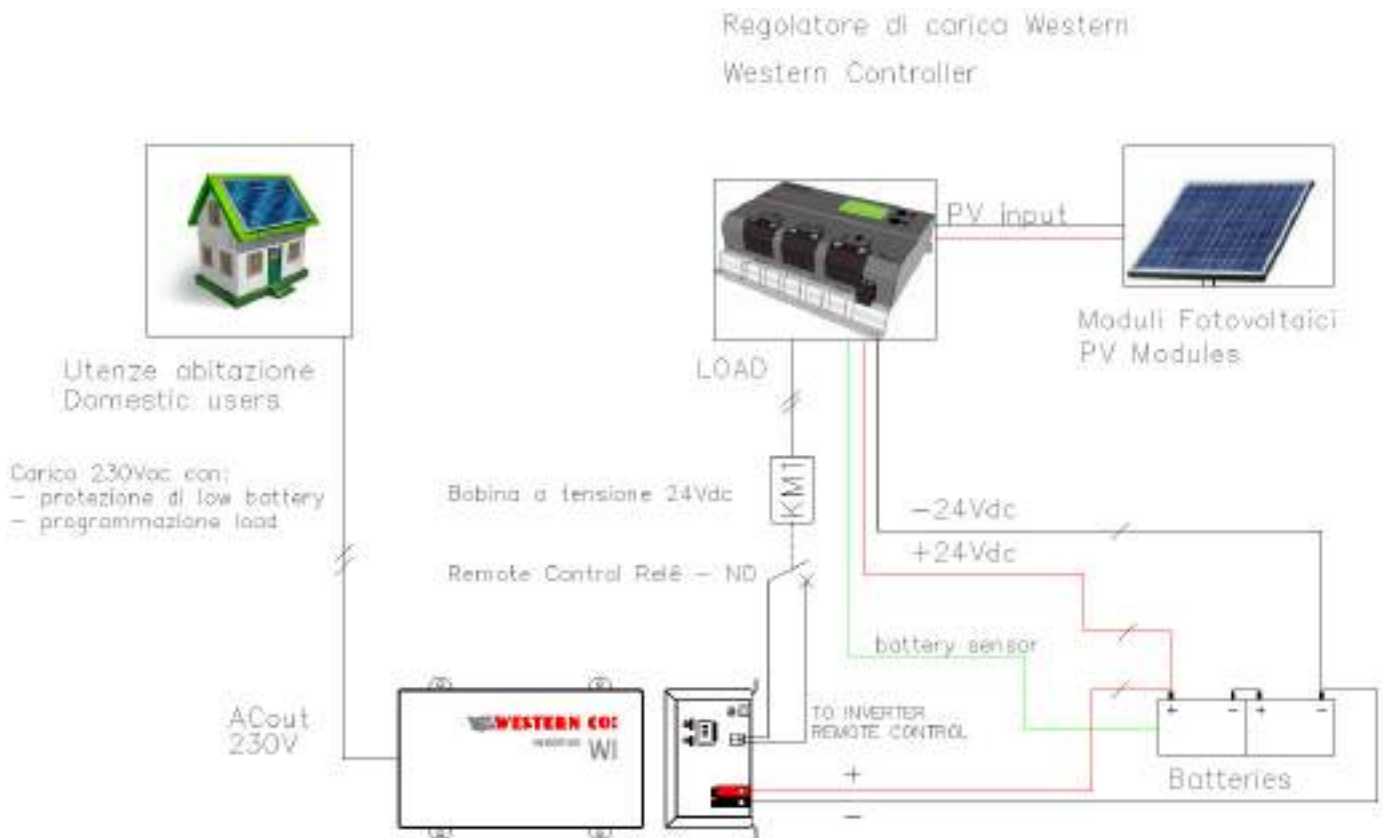 Regolatore di carica Western
Western Controller
PV input
Moduli Fotovoltaici
PV Modules
LOAD
Utenze abitazione
Domestic users
Carico 230Vac con:
- protezione di low battery
- programmazione load
Bobina a tensione 24Vdc
KM1
-24Vdc
+24Vdc
Remote Control Relè - NO
battery sensor
ACout
230V
WESTERN CO
WI
TO INVERTER
REMOTE CONTROL
+ - + -
Batteries
+
-